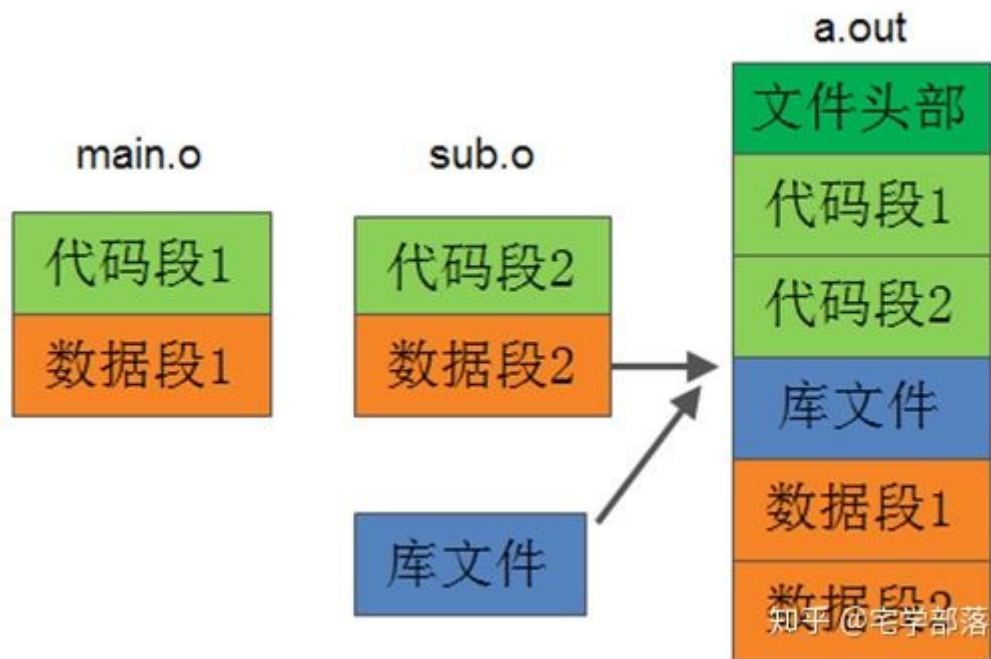 a.out
文件头部
main.o
sub.o
代码段1
代码段1
代码段2
代码段2
数据段1
数据段2
库文件
数据段1
库文件
数据段2
知乎 @宅学部落